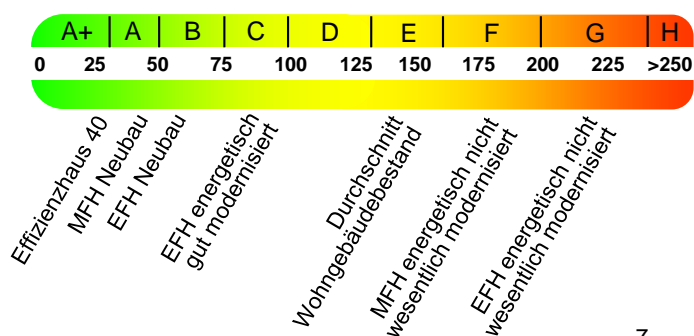 A+ A B C D E F G H
0 25 50 75 100 125 150 175 200 225 >250
Effizienzhaus 40
MFH Neubau
EFH Neubau
EFH energetisch
gut modernisiert
Durchschnitt
Wohngebäudebestand
MFH energetisch nicht
wesentlich modernisiert
EFH energetisch nicht
wesentlich modernisiert